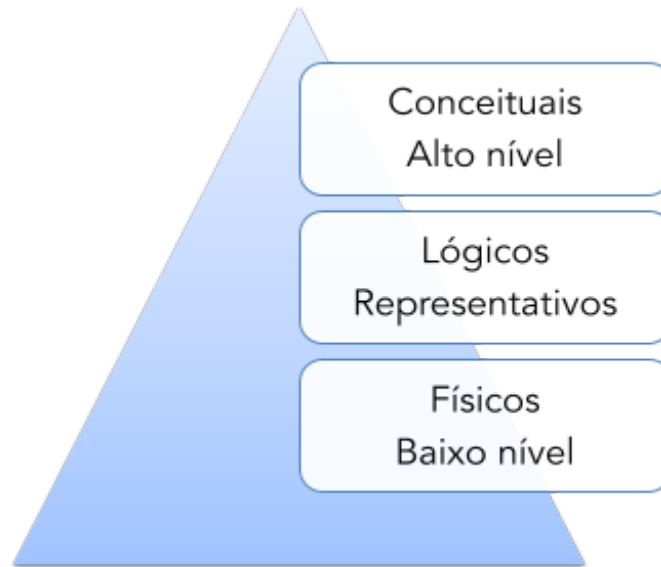 Conceituais
Alto nível
Lógicos
Representativos
Físicos
Baixo nível